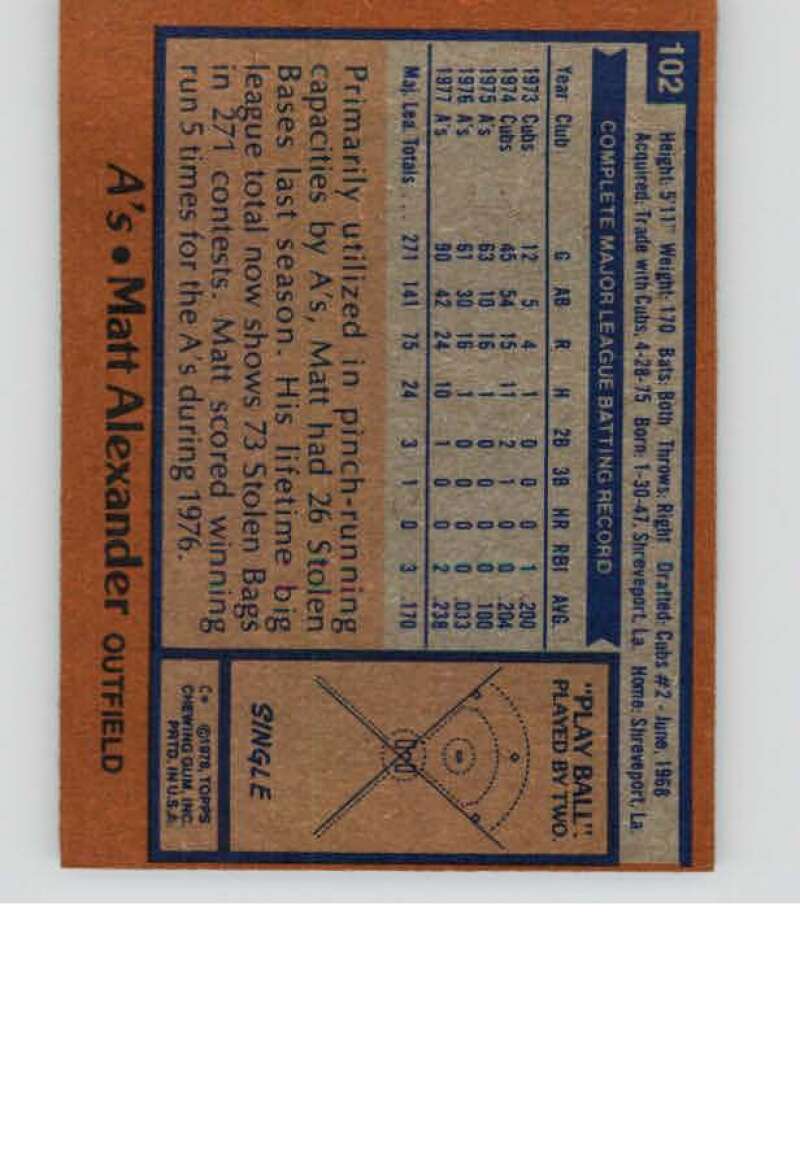 102
Height: 5'11" Weight: 170 Bats: Both Throws: Right Drafted: Cubs #2 - June, 1968
Acquired: Trade with Cubs, 4-28-75 Born: 1-30-47, Shreveport, La Home: Shreveport, La
COMPLETE MAJOR LEAGUE BATTING RECORD
Year Club G AB R H 2B 3B HR RBI AVG.
1973 Cubs 12 5 4 1 0 0 0 1 .200
1974 Cubs 45 54 15 11 2 1 0 0 .204
1975 A's 63 10 16 1 0 0 0 0 .100
1976 A's 61 30 16 1 0 0 0 0 .033
1977 A's 90 42 24 10 1 0 0 2 .238
Maj. Lea. Totals . . . 271 141 75 24 3 1 0 3 .170
Primarily utilized in pinch-running
capacities by A's, Matt had 26 Stolen
Bases last season. His lifetime big
league total now shows 73 Stolen Bags
in 271 contests. Matt scored winning
run 5 times for the A's during 1976.
"PLAY BALL"
PLAYED BY TWO.
SINGLE
C* ©1978, TOPPS
CHEWING GUM, INC.
PRTD. IN U.S.A.
A's • Matt Alexander OUTFIELD